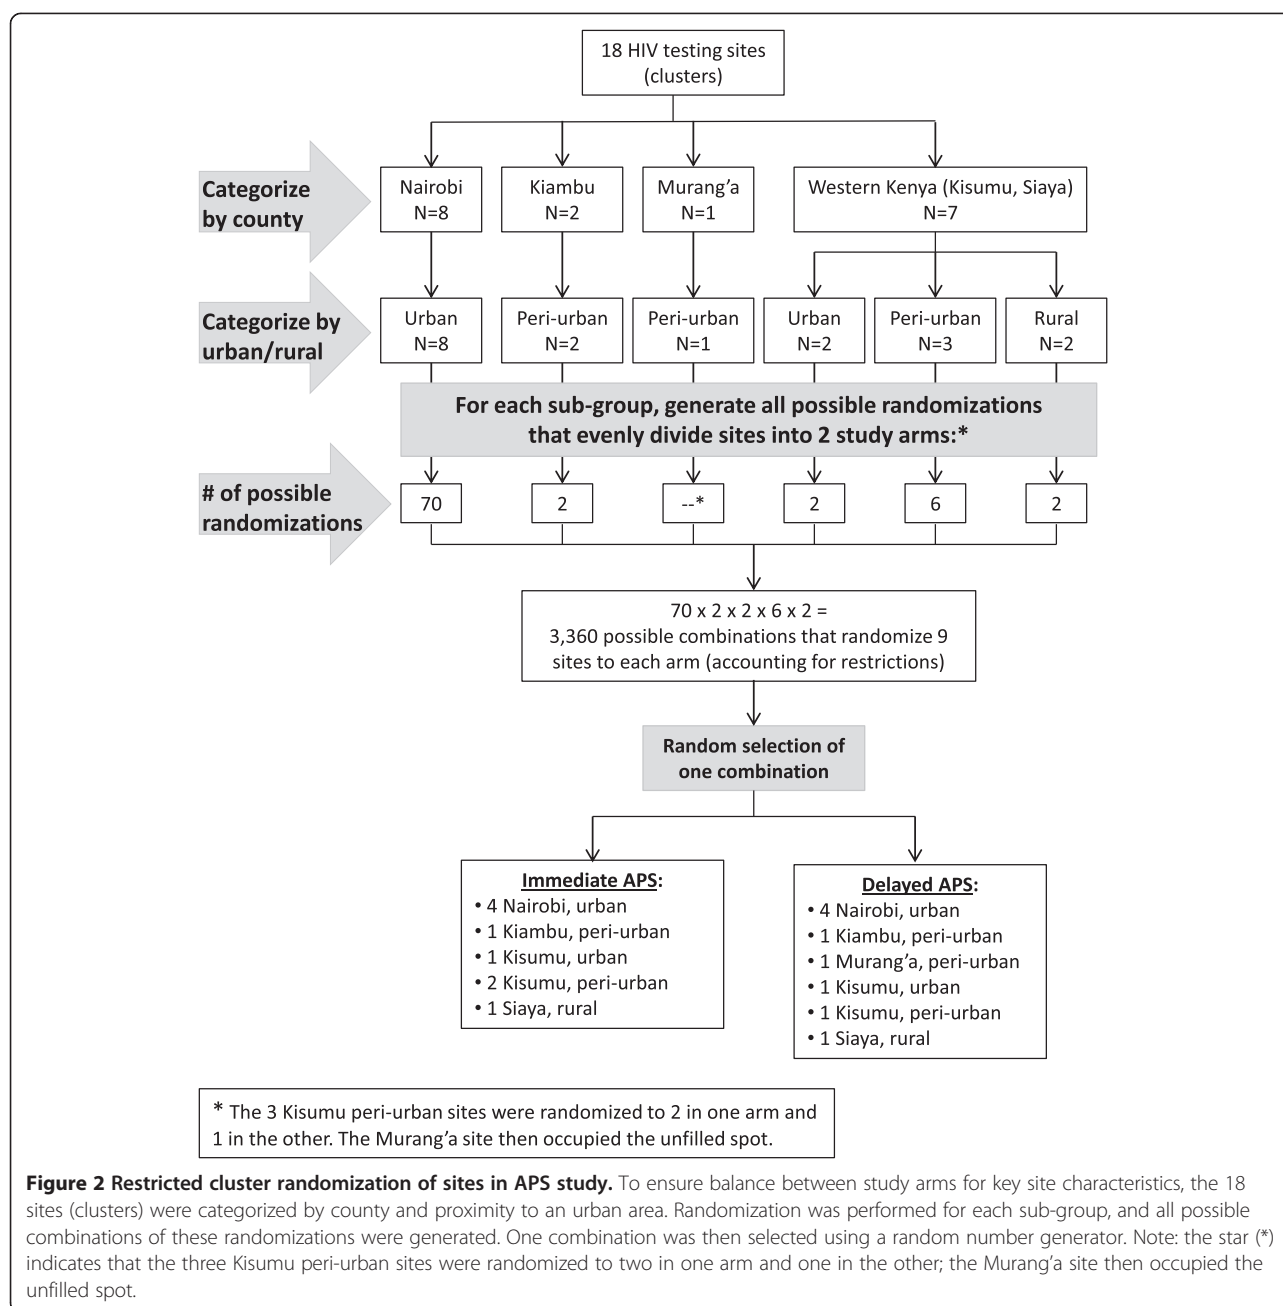 18 HIV testing sites
(clusters)
Categorize
by county
Nairobi
N=8
Kiambu
N=2
Murang’a
N=1
Western Kenya (Kisumu, Siaya)
N=7
Categorize by
urban/rural
Urban
N=8
Peri-urban
N=2
Peri-urban
N=1
Urban
N=2
Peri-urban
N=3
Rural
N=2
For each sub-group, generate all possible randomizations
that evenly divide sites into 2 study arms:*
# of possible
randomizations
70
2
--*
2
6
2
70 x 2 x 2 x 6 x 2 =
3,360 possible combinations that randomize 9
sites to each arm (accounting for restrictions)
Random selection of
one combination
Immediate APS:
• 4 Nairobi, urban
• 1 Kiambu, peri-urban
• 1 Kisumu, urban
• 2 Kisumu, peri-urban
• 1 Siaya, rural
Delayed APS:
• 4 Nairobi, urban
• 1 Kiambu, peri-urban
• 1 Murang’a, peri-urban
• 1 Kisumu, urban
• 1 Kisumu, peri-urban
• 1 Siaya, rural
* The 3 Kisumu peri-urban sites were randomized to 2 in one arm and
1 in the other. The Murang’a site then occupied the unfilled spot.
Figure 2 Restricted cluster randomization of sites in APS study. To ensure balance between study arms for key site characteristics, the 18
sites (clusters) were categorized by county and proximity to an urban area. Randomization was performed for each sub-group, and all possible
combinations of these randomizations were generated. One combination was then selected using a random number generator. Note: the star (*)
indicates that the three Kisumu peri-urban sites were randomized to two in one arm and one in the other; the Murang’a site then occupied the
unfilled spot.